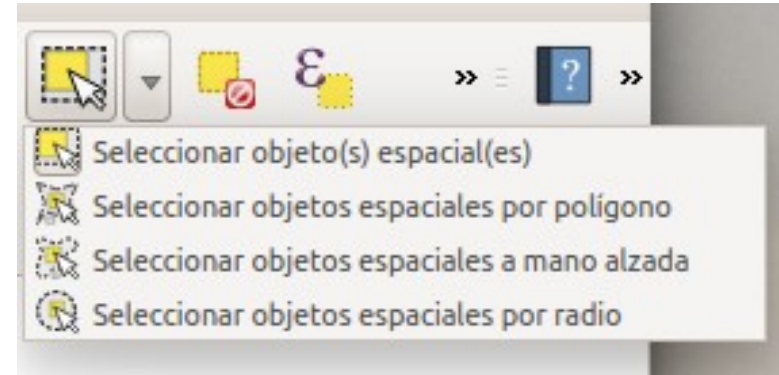 ε
» ? »
Seleccionar objeto(s) espacial(es)
Seleccionar objetos espaciales por polígono
Seleccionar objetos espaciales a mano alzada
Seleccionar objetos espaciales por radio